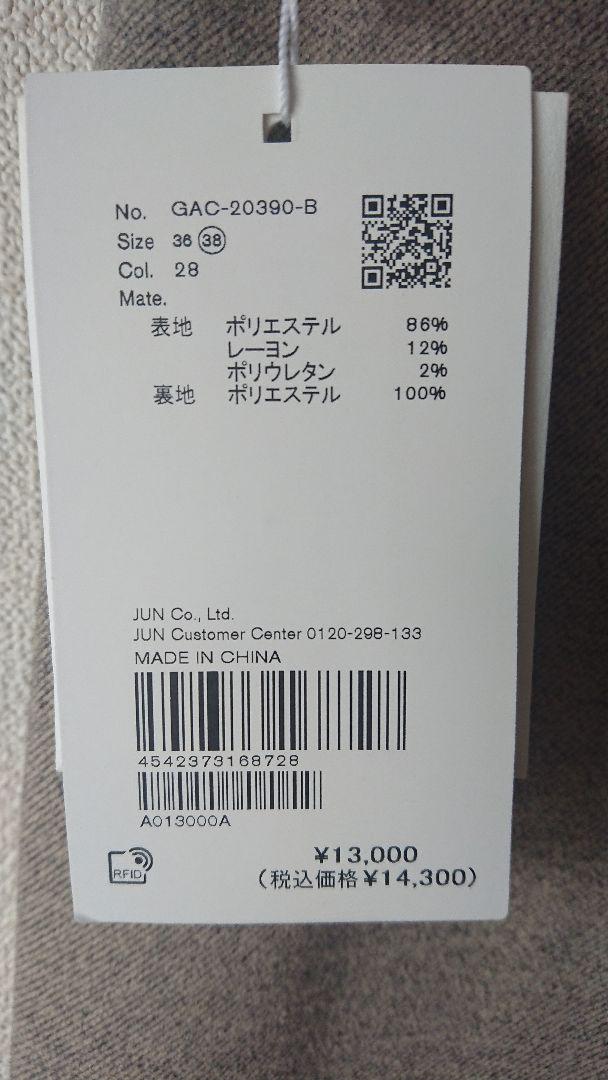 No. GAC-20390-B
Size 36 38
Col. 28
Mate.
表地 ポリエステル 86%
レーヨン 12%
ポリウレタン 2%
裏地 ポリエステル 100%
JUN Co., Ltd.
JUN Customer Center 0120-298-133
MADE IN CHINA
4542373168728
A013000A
RFID
¥13,000
(税込価格¥14,300)